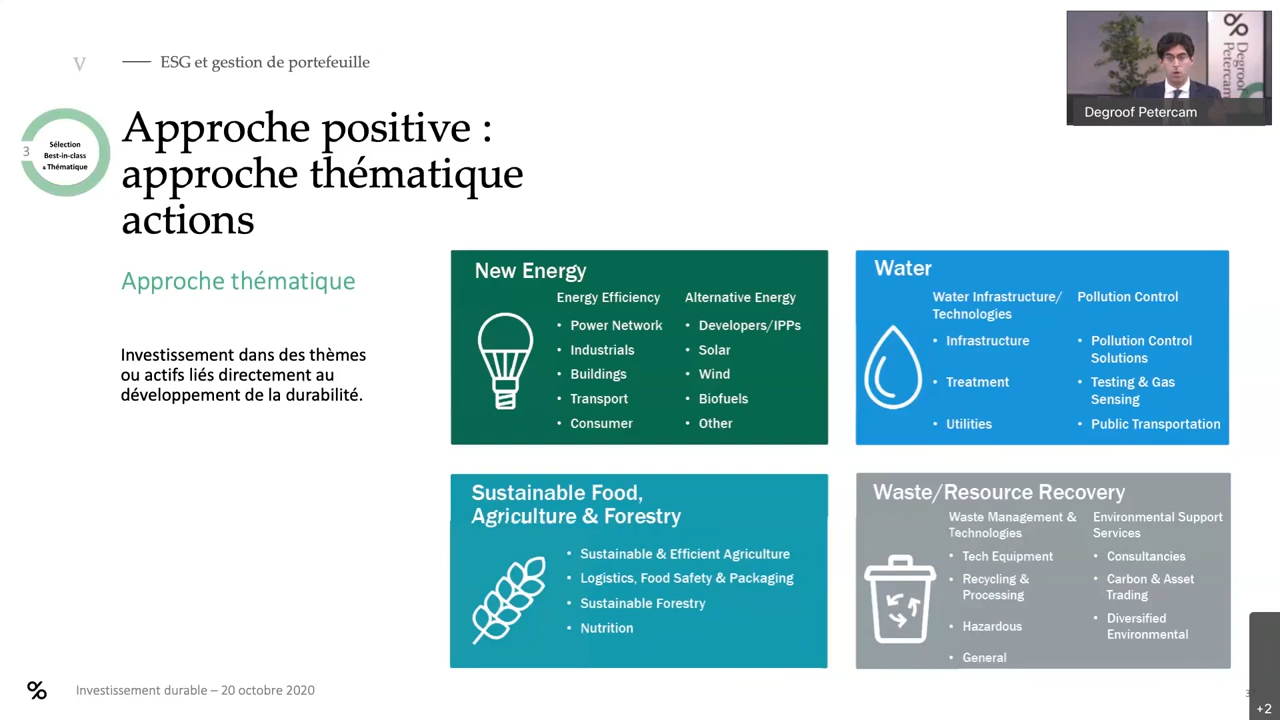 V
ESG et gestion de portefeuille
3
Sélection
Best-in-class
& Thématique
Approche positive :
approche thématique
actions
Approche thématique
Investissement dans des thèmes
ou actifs liés directement au
développement de la durabilité.
New Energy
Energy Efficiency
• Power Network
• Industrials
• Buildings
• Transport
• Consumer
Alternative Energy
• Developers/IPPs
• Solar
• Wind
• Biofuels
• Other
Water
Water Infrastructure/
Technologies
• Infrastructure
• Treatment
• Utilities
Pollution Control
• Pollution Control
Solutions
• Testing & Gas
Sensing
• Public Transportation
Sustainable Food,
Agriculture & Forestry
• Sustainable & Efficient Agriculture
• Logistics, Food Safety & Packaging
• Sustainable Forestry
• Nutrition
Waste/Resource Recovery
Waste Management &
Technologies
• Tech Equipment
• Recycling &
Processing
• Hazardous
• General
Environmental Support
Services
• Consultancies
• Carbon & Asset
Trading
• Diversified
Environmental
Degroof
Petercam
Degroof Petercam
Investissement durable – 20 octobre 2020
+2